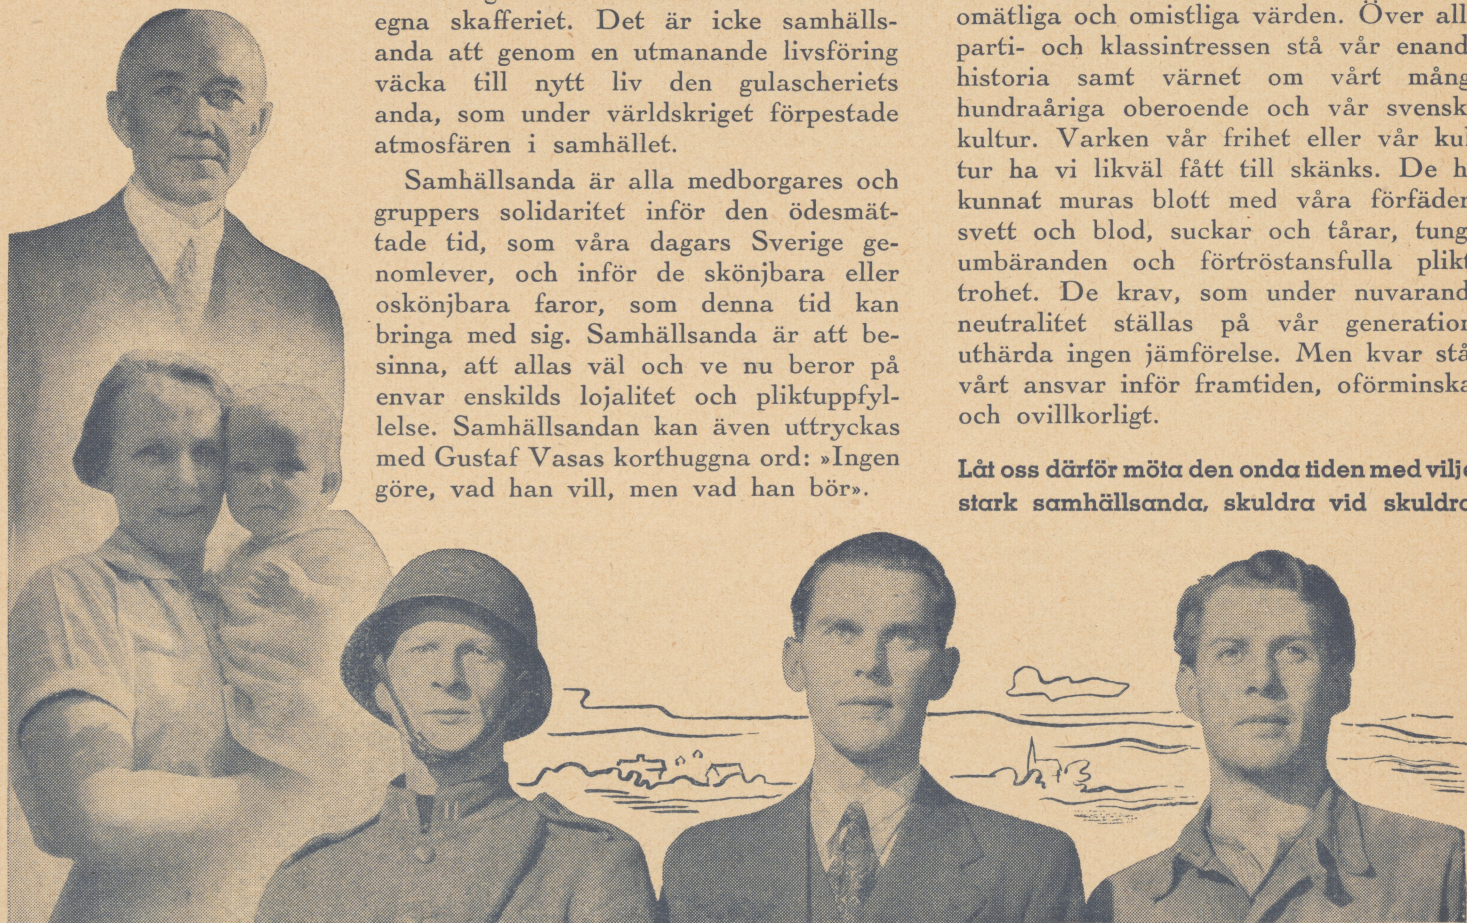 egna skafferiet. Det är icke samhälls-
anda att genom en utmanande livsföring
väcka till nytt liv den gulascheriets
anda, som under världskriget förpestade
atmosfären i samhället.
Samhällsanda är alla medborgares och
gruppers solidaritet inför den ödesmät-
tade tid, som våra dagars Sverige ge-
nomlever, och inför de skönjbara eller
oskönjbara faror, som denna tid kan
bringa med sig. Samhällsanda är att be-
sinna, att allas väl och ve nu beror på
envar enskilds lojalitet och pliktuppfyl-
lelse. Samhällsandan kan även uttryckas
med Gustaf Vasas korthuggna ord: »Ingen
göre, vad han vill, men vad han bör».
omätliga och omistliga värden. Över all
parti- och klassintressen stå vår enand
historia samt värnet om vårt mång
hundraåriga oberoende och vår svensk
kultur. Varken vår frihet eller vår kul
tur ha vi likväl fått till skänks. De h
kunnat muras blott med våra förfäder
svett och blod, suckar och tårar, tung
umbäranden och förtröstansfulla plikt
trohet. De krav, som under nuvarand
neutralitet ställas på vår generation
uthärda ingen jämförelse. Men kvar stå
vårt ansvar inför framtiden, oförminska
och ovillkorligt.
Låt oss därför möta den onda tiden med vilje
stark samhällsanda, skuldra vid skuldra